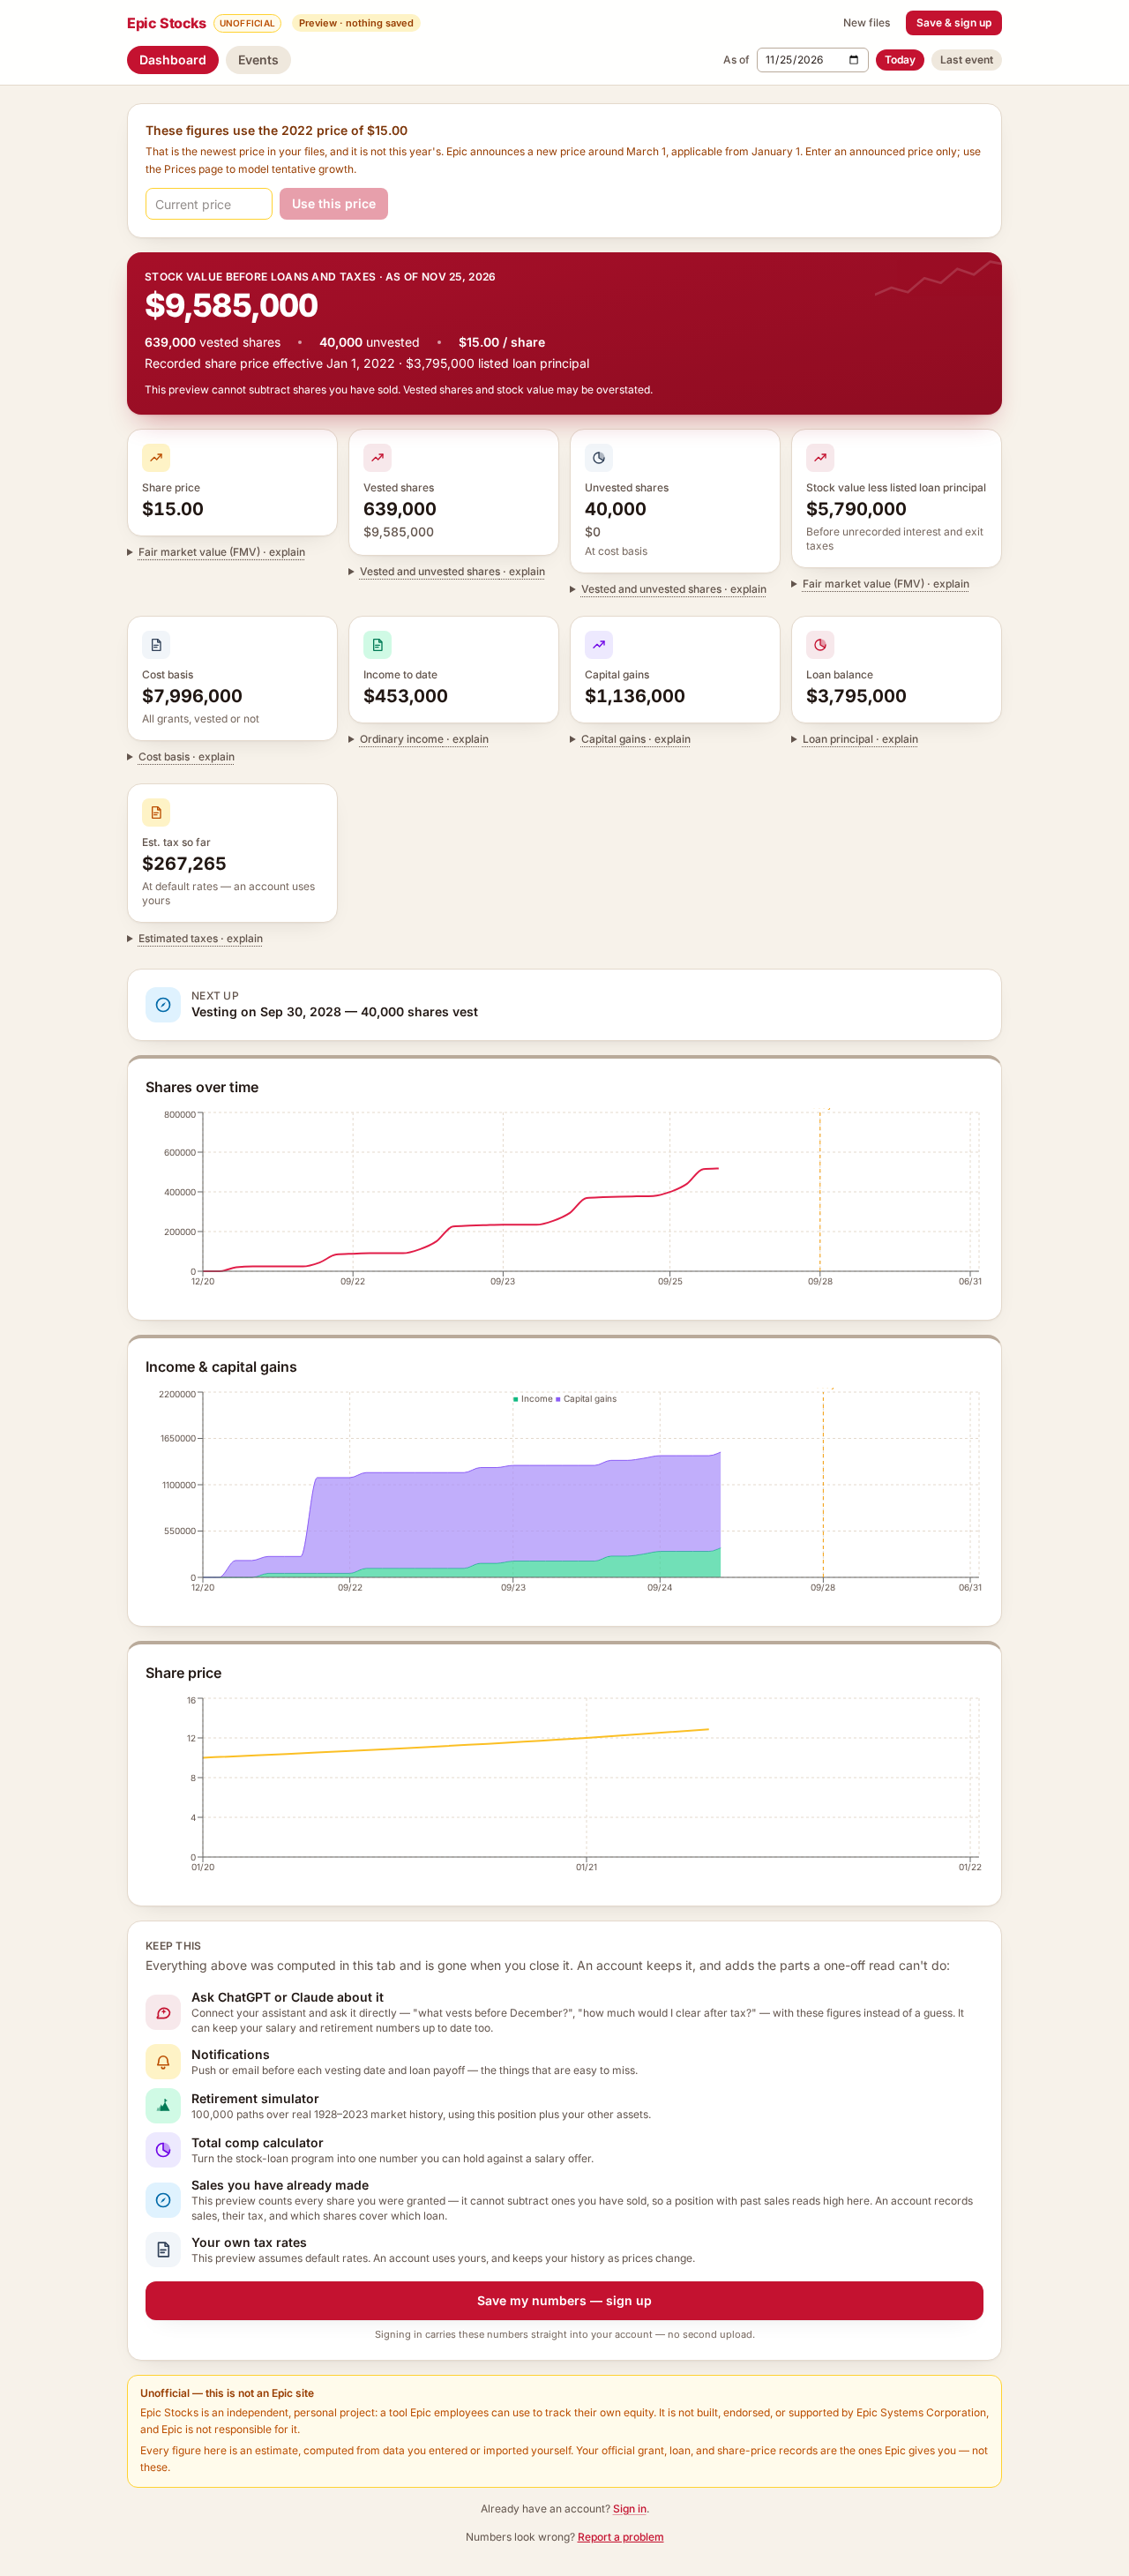 Epic Stocks UNOFFICIAL Preview · nothing saved New files Save & sign up
Dashboard Events As of 11/25/2026 Today Last event
These figures use the 2022 price of $15.00
That is the newest price in your files, and it is not this year's. Epic announces a new price around March 1, applicable from January 1. Enter an announced price only; use
the Prices page to model tentative growth.
Current price Use this price
STOCK VALUE BEFORE LOANS AND TAXES · AS OF NOV 25, 2026
$9,585,000
639,000 vested shares • 40,000 unvested • $15.00 / share
Recorded share price effective Jan 1, 2022 · $3,795,000 listed loan principal
This preview cannot subtract shares you have sold. Vested shares and stock value may be overstated.
Share price
$15.00
Fair market value (FMV) · explain
Vested shares
639,000
$9,585,000
Vested and unvested shares · explain
Unvested shares
40,000
$0
At cost basis
Vested and unvested shares · explain
Stock value less listed loan principal
$5,790,000
Before unrecorded interest and exit
taxes
Fair market value (FMV) · explain
Cost basis
$7,996,000
All grants, vested or not
Cost basis · explain
Income to date
$453,000
Ordinary income · explain
Capital gains
$1,136,000
Capital gains · explain
Loan balance
$3,795,000
Loan principal · explain
Est. tax so far
$267,265
At default rates — an account uses
yours
Estimated taxes · explain
NEXT UP
Vesting on Sep 30, 2028 — 40,000 shares vest
Shares over time
800000
600000
400000
200000
0
12/20 09/22 09/23 09/25 09/28 06/31
Income & capital gains
2200000
Income Capital gains
1650000
1100000
550000
0
12/20 09/22 09/23 09/24 09/28 06/31
Share price
16
12
8
4
0
01/20 01/21 01/22
KEEP THIS
Everything above was computed in this tab and is gone when you close it. An account keeps it, and adds the parts a one-off read can't do:
Ask ChatGPT or Claude about it
Connect your assistant and ask it directly — "what vests before December?", "how much would I clear after tax?" — with these figures instead of a guess. It
can keep your salary and retirement numbers up to date too.
Notifications
Push or email before each vesting date and loan payoff — the things that are easy to miss.
Retirement simulator
100,000 paths over real 1928–2023 market history, using this position plus your other assets.
Total comp calculator
Turn the stock-loan program into one number you can hold against a salary offer.
Sales you have already made
This preview counts every share you were granted — it cannot subtract ones you have sold, so a position with past sales reads high here. An account records
sales, their tax, and which shares cover which loan.
Your own tax rates
This preview assumes default rates. An account uses yours, and keeps your history as prices change.
Save my numbers — sign up
Signing in carries these numbers straight into your account — no second upload.
Unofficial — this is not an Epic site
Epic Stocks is an independent, personal project: a tool Epic employees can use to track their own equity. It is not built, endorsed, or supported by Epic Systems Corporation,
and Epic is not responsible for it.
Every figure here is an estimate, computed from data you entered or imported yourself. Your official grant, loan, and share-price records are the ones Epic gives you — not
these.
Already have an account? Sign in.
Numbers look wrong? Report a problem